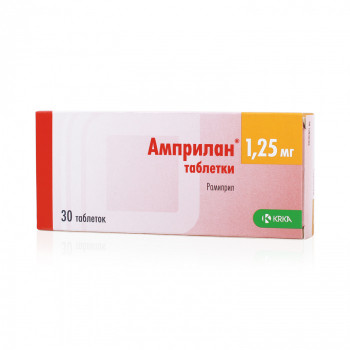 Амприлан® 1,25 мг
таблетки
Рамиприл
30 таблеток
KRKA